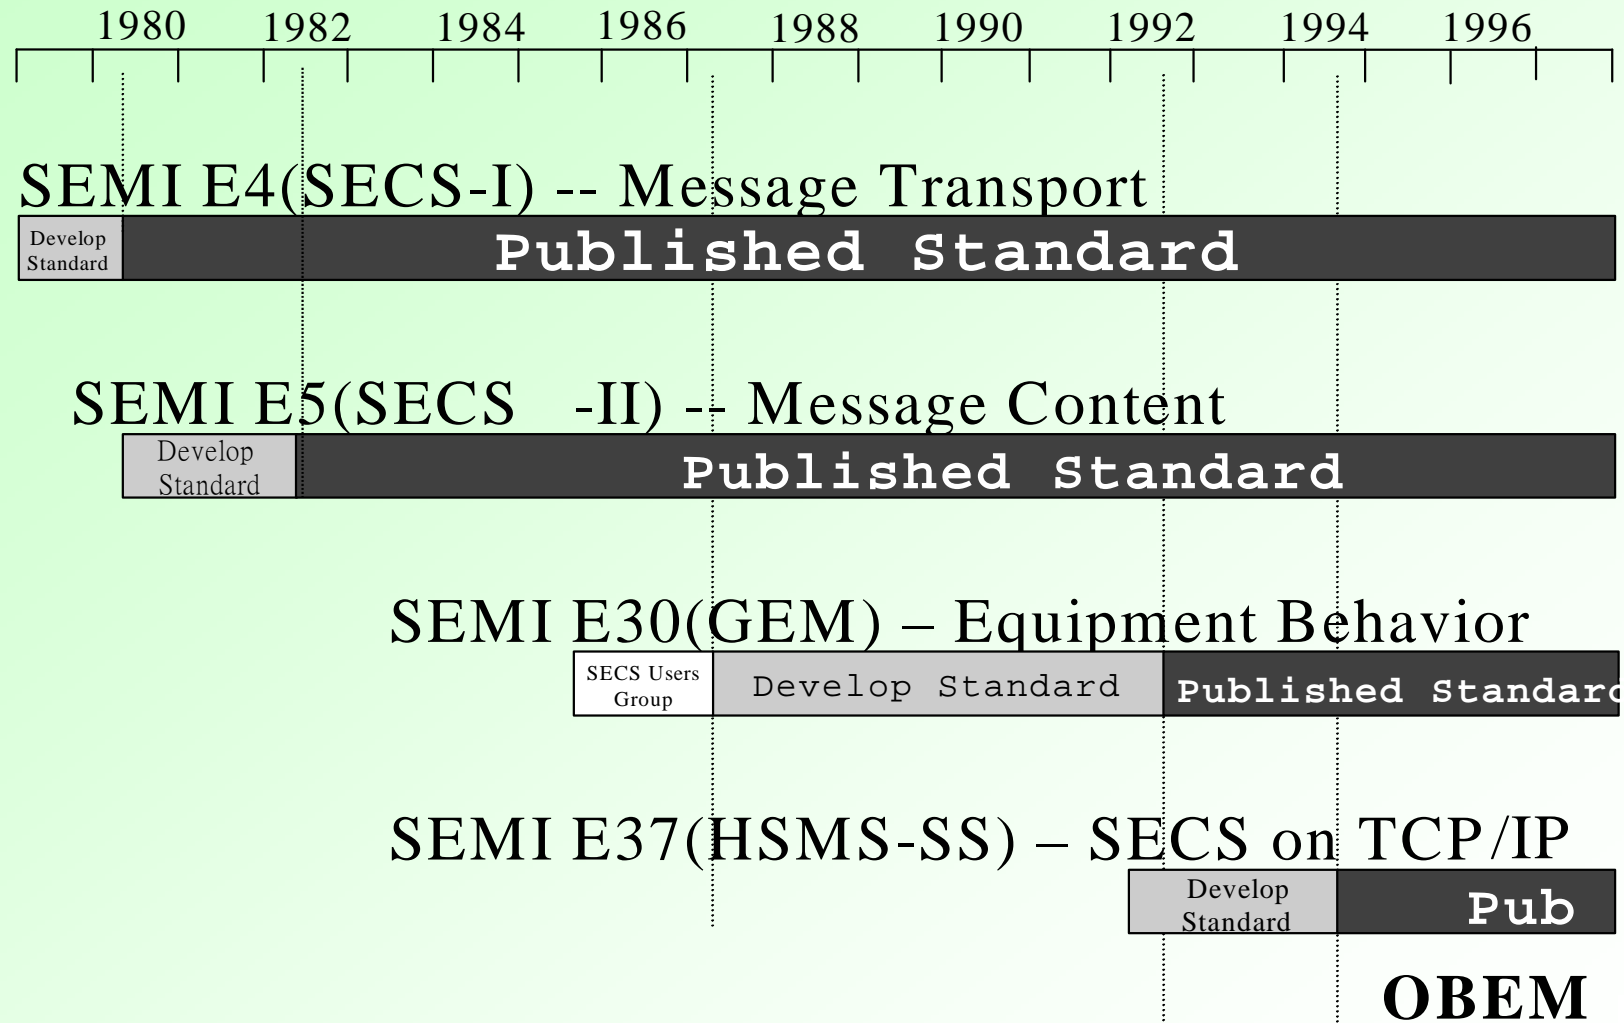 1980 1982 1984 1986 1988 1990 1992 1994 1996
SEMI E4(SECS-I) -- Message Transport
Develop
Standard
Published Standard
SEMI E5(SECS -II) -- Message Content
Develop
Standard
Published Standard
SEMI E30(GEM) – Equipment Behavior
SECS Users
Group
Develop Standard
Published Standard
SEMI E37(HSMS-SS) – SECS on TCP/IP
Develop
Standard
Pub
OBEM